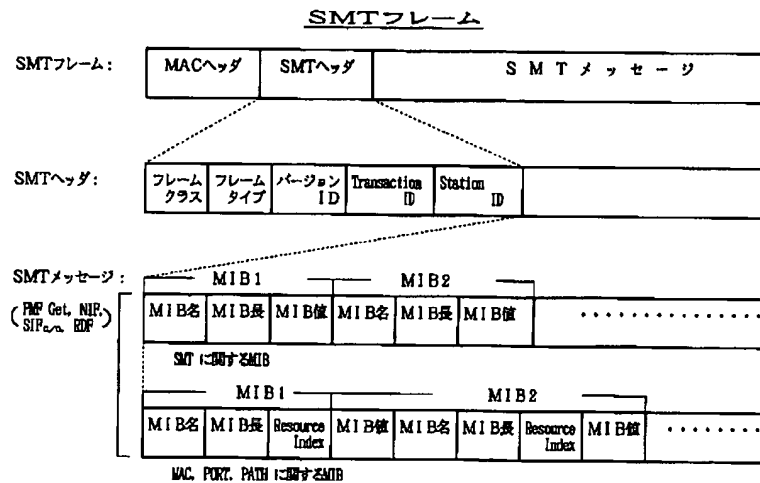 SMTフレーム
SMTフレーム:
MACヘッダ
SMTヘッダ
SMTメッセージ
SMTヘッダ:
フレーム
クラス
フレーム
タイプ
バージョン
ID
Transaction
ID
Station
ID
SMTメッセージ:
MIB1
MIB2
(PMF Get, NIF,
SIF RDF)
MIB名
MIB長
MIB値
MIB名
MIB長
MIB値
・・・・・・・・・・・
SMT に関するMIB
MIB1
MIB2
MIB名
MIB長
Resource
Index
MIB値
MIB名
MIB長
Resource
Index
MIB値
・・・・・・・
MAC, PORT, PATH に関するMIB